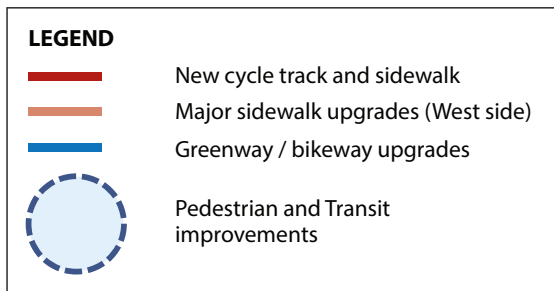 LEGEND
New cycle track and sidewalk
Major sidewalk upgrades (West side)
Greenway / bikeway upgrades
Pedestrian and Transit
improvements